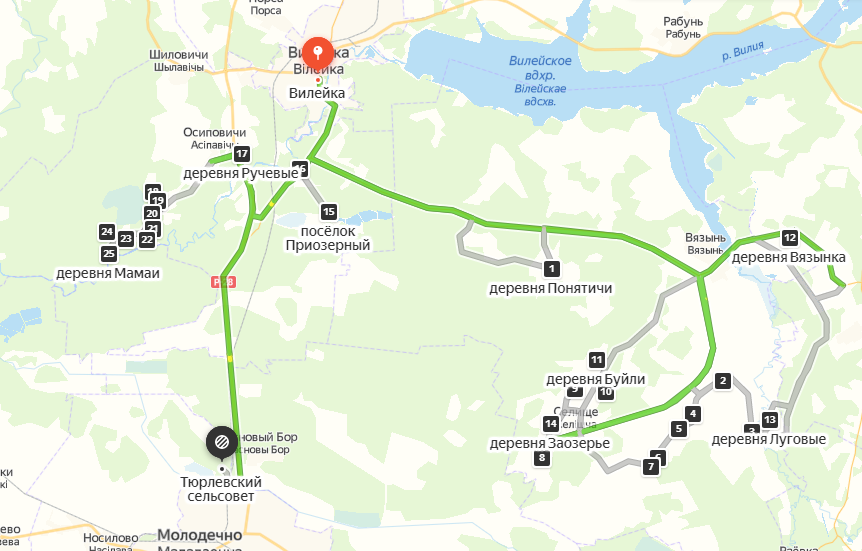 Порса
Порса
Рабунь
Рабунь
Шиловичи
Шылавічы
Вілейка
Вилейка
Вилейское
вдхр.
Вілейскае
вдсхв.
р. Вилия
Осиповичи
Асіпавічы
17
деревня Ручевые
16
18
19
20
21
22
23
24
25
деревня Мамаи
15
посёлок
Приозерный
1
деревня Понятичи
Вязынь
Вязынь
12
деревня Вязынка
11
деревня Буйли
9
10
2
14
4
5
13
3
деревня Луговые
деревня Заозерье
8
6
7
новый Бор
сновы Бор
Тюрлевский
сельсовет
Носилово
Насілава
Молодечно